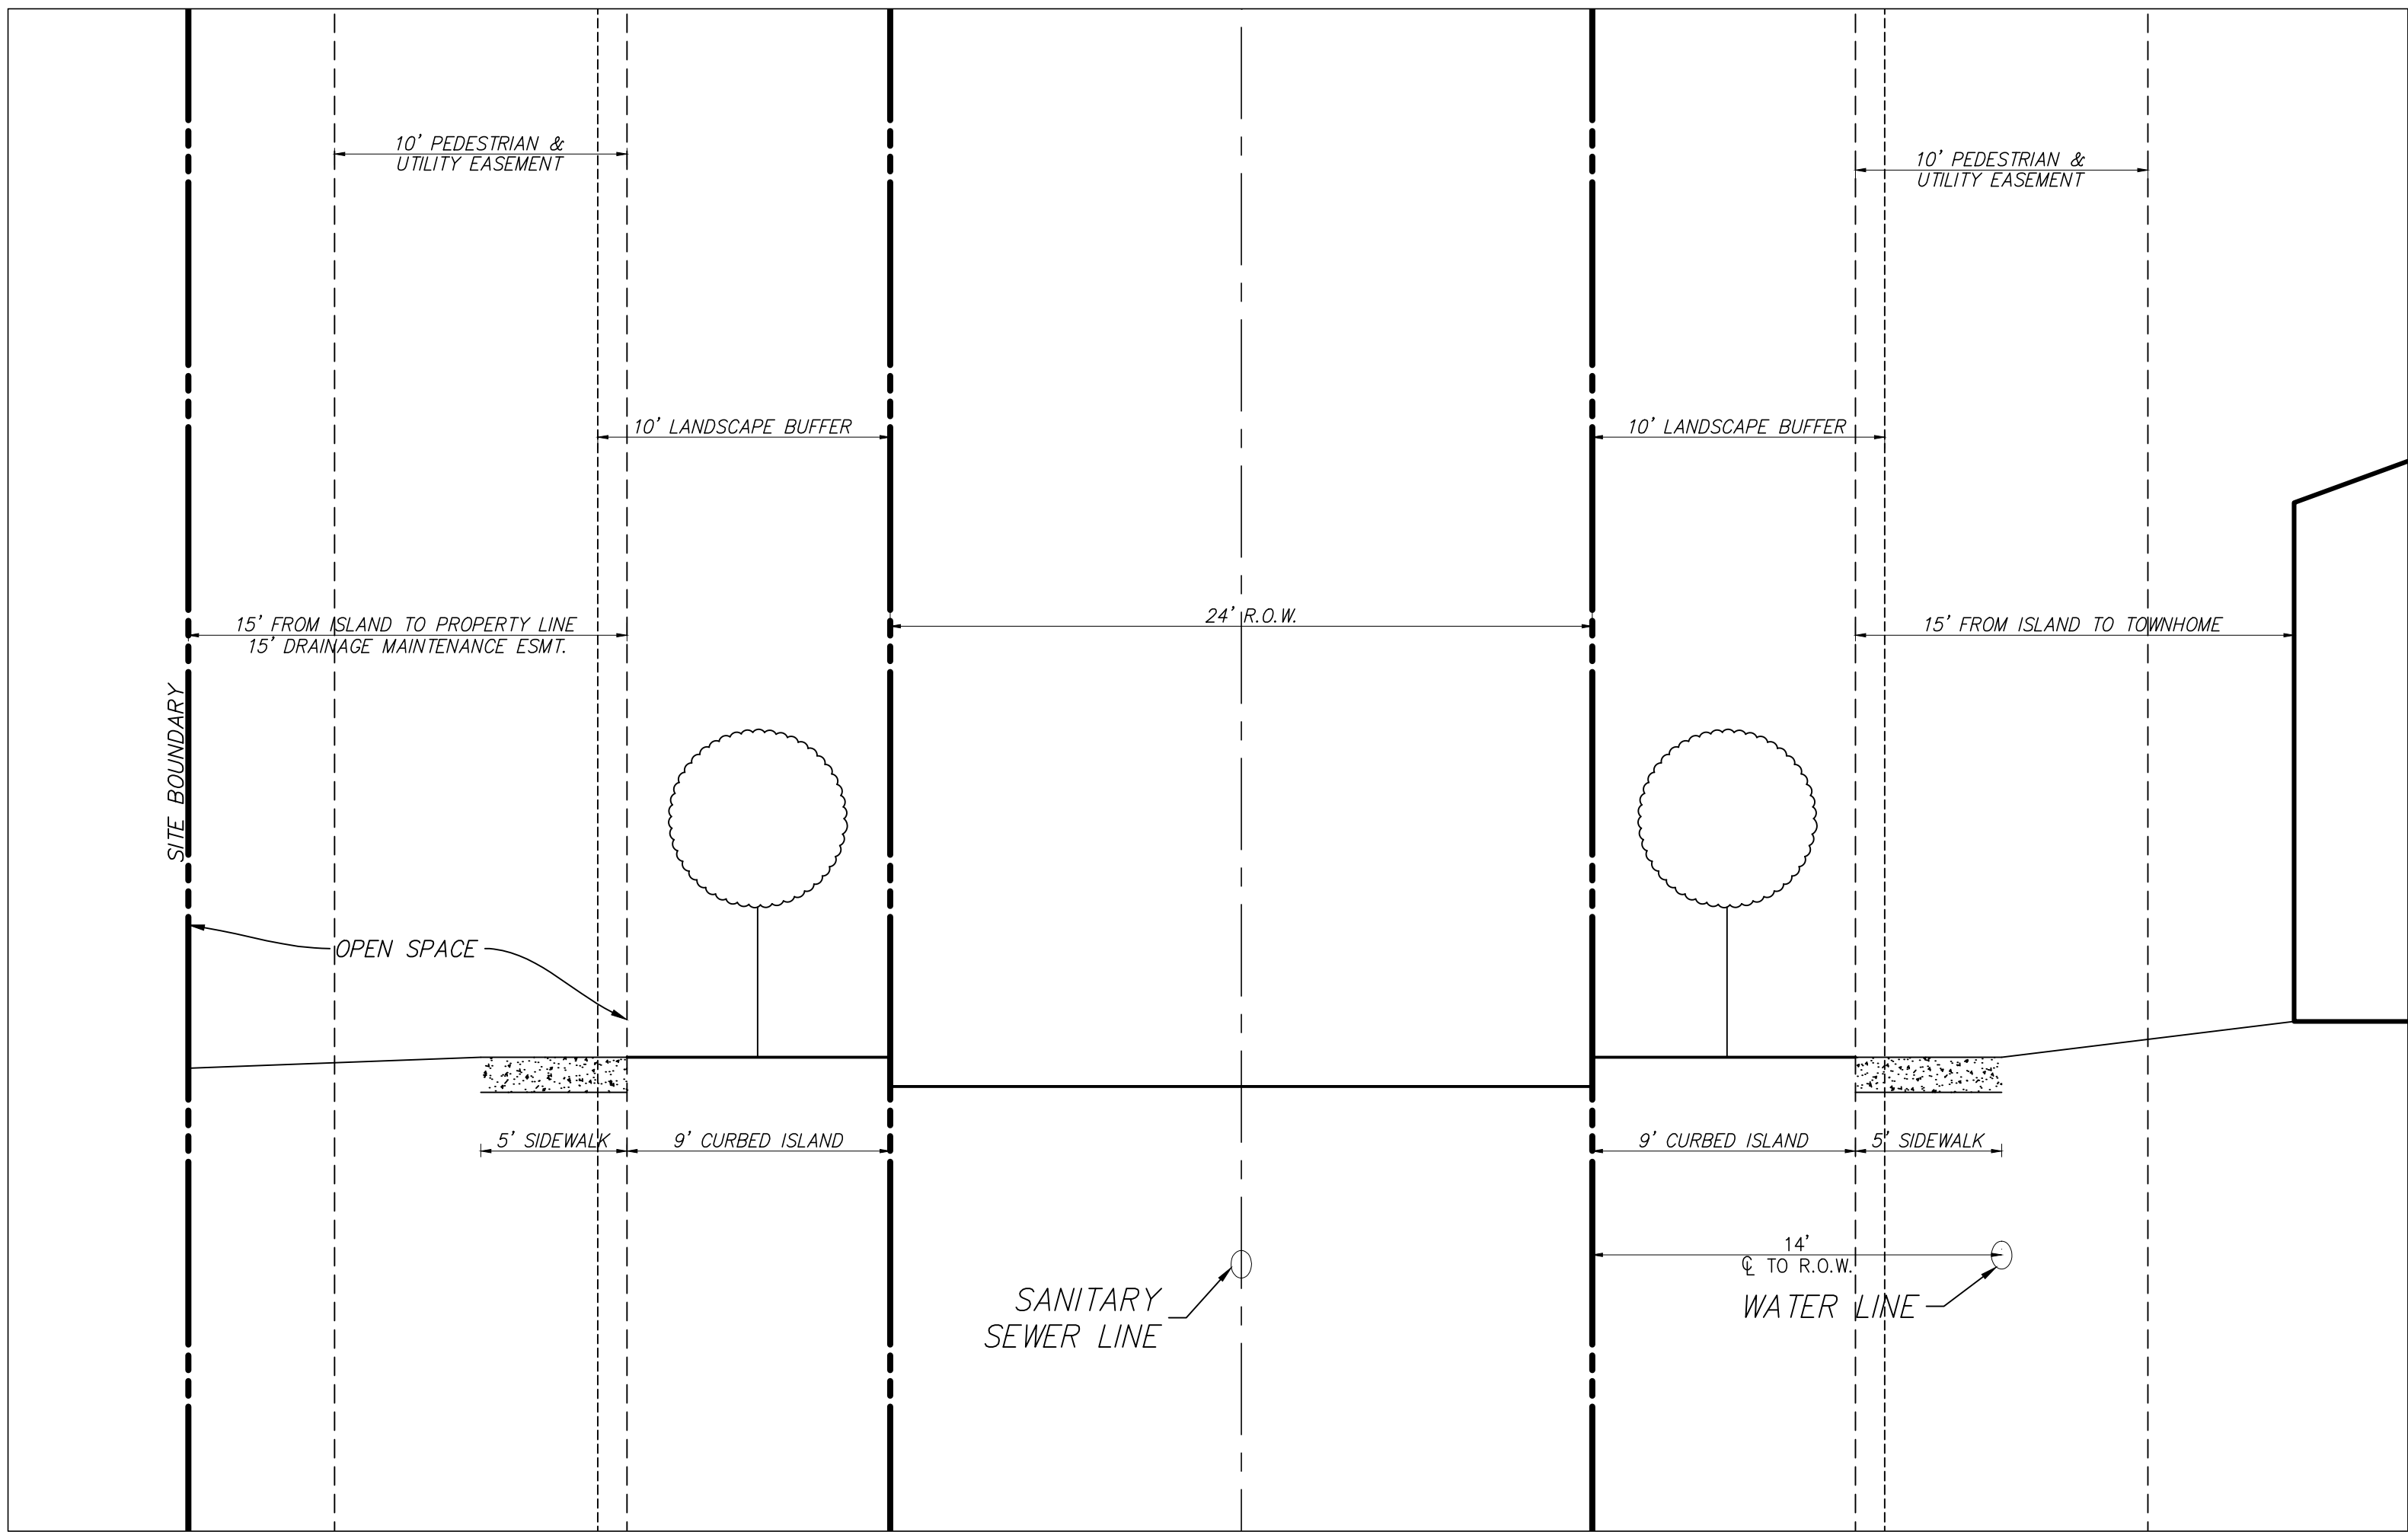 10' PEDESTRIAN &
UTILITY EASEMENT
10' PEDESTRIAN &
UTILITY EASEMENT
10' LANDSCAPE BUFFER
10' LANDSCAPE BUFFER
15' FROM ISLAND TO PROPERTY LINE
15' DRAINAGE MAINTENANCE ESMT.
24' R.O.W.
15' FROM ISLAND TO TOWNHOME
SITE BOUNDARY
OPEN SPACE
5' SIDEWALK
9' CURBED ISLAND
9' CURBED ISLAND
5' SIDEWALK
14'
℄ TO R.O.W.
SANITARY
SEWER LINE
WATER LINE